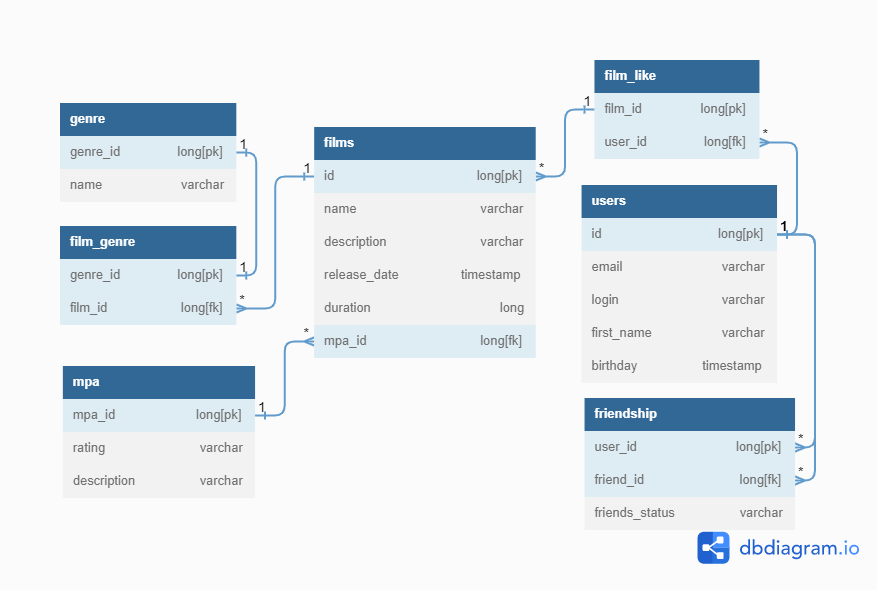 genre
genre_id long[pk]
name varchar
film_genre
genre_id long[pk]
film_id long[fk]
mpa
mpa_id long[pk]
rating varchar
description varchar
films
id long[pk]
name varchar
description varchar
release_date timestamp
duration long
mpa_id long[fk]
film_like
film_id long[pk]
user_id long[fk]
users
id long[pk]
email varchar
login varchar
first_name varchar
birthday timestamp
friendship
user_id long[pk]
friend_id long[fk]
friends_status varchar
1
1
*
1
1
*
1
*
*
1
*
*
dbdiagram.io